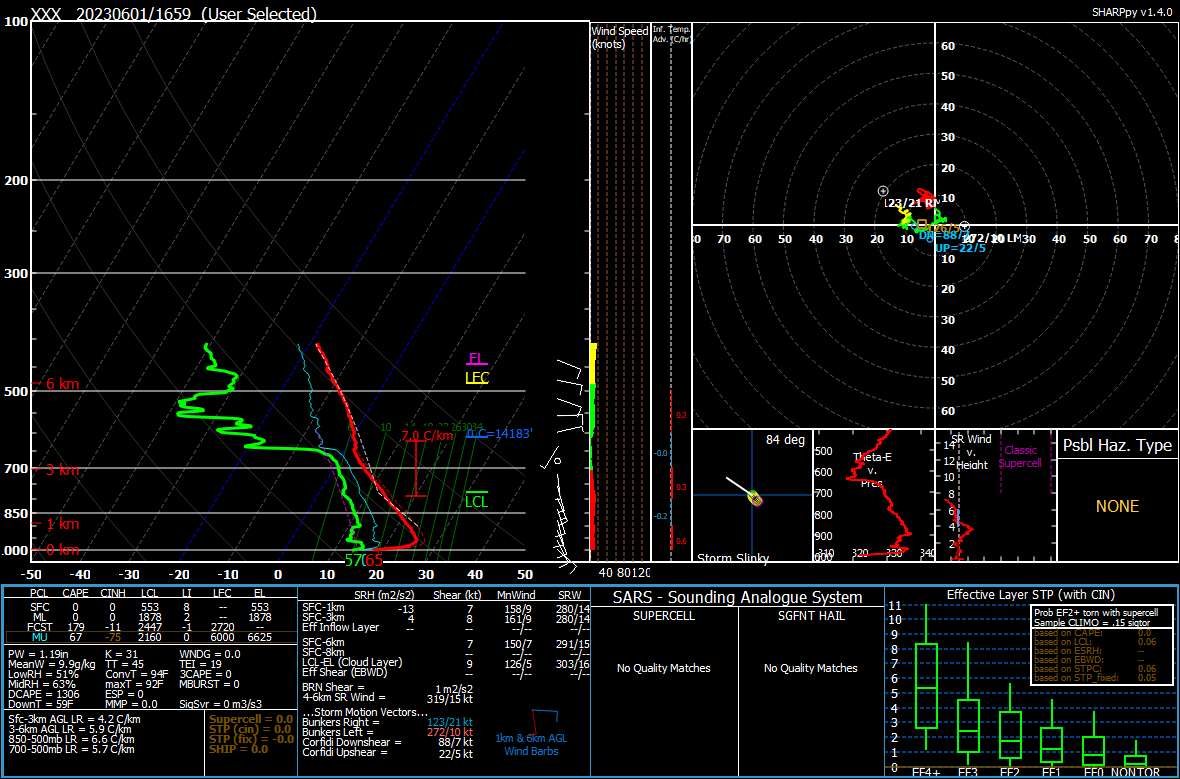 XXX 20230601/1659 (User Selected)
SHARPpy v1.4.0
100
200
300
500
700
850
1000
-50 -40 -30 -20 -10 0 10 20 30 40 50
6 km
3 km
1 km
0 km
EL
LFC
LCL
7.0 C/km
0 C=14183'
57 65
Wind Speed
(knots)
40 80 120
Inf. Temp.
Adv. (C/hr)
0.2
-0.0
0.3
-0.2
0.6
60
50
40
30
20
10
70 60 50 40 30 20 10 10 20 30 40 50 60 70
10
20
30
40
50
60
123/21 RM
272/10 LM
UP=22/5
84 deg
Storm Slinky
500
600
700
800
900
Theta-E
v.
Pres
310 320 330 340
SR Wind
v.
Height
14
12
10
8
6
4
2
Classic
Supercell
Psbl Haz. Type
NONE
PCL CAPE CINH LCL LI LFC EL
SFC 0 0 553 8 -- 553
ML 0 0 1878 2 -- 1878
FCST 179 -11 2447 -1 2720 --
MU 67 -75 2160 0 6000 6625
PW = 1.19in K = 31 WNDG = 0.0
MeanW = 9.9g/kg TT = 45 TEI = 19
LowRH = 51% ConvT = 94F 3CAPE = 0
MidRH = 63% maxT = 92F MBURST = 0
DCAPE = 1306 ESP = 0
DownT = 59F MMP = 0.0 SigSvr = 0 m3/s3
Sfc-3km AGL LR = 4.2 C/km
3-6km AGL LR = 5.9 C/km
850-500mb LR = 6.6 C/km
700-500mb LR = 5.7 C/km
Supercell = 0.0
STP (cin) = 0.0
STP (fix) = -0.0
SHIP = 0.0
SRH (m2/s2) Shear (kt) MnWind SRW
SFC-1km -13 7 158/9 280/14
SFC-3km 4 8 161/9 280/14
Eff Inflow Layer --/-- --/--
SFC-6km 7 150/7 291/15
SFC-8km -- --/-- --/--
LCL-EL (Cloud Layer) 9 126/5 303/16
Eff Shear (EBWD) -- --/-- --/--
BRN Shear = 1 m2/s2
4-6km SR Wind = 319/15 kt
...Storm Motion Vectors...
Bunkers Right = 123/21 kt
Bunkers Left = 272/10 kt
Corfidi Downshear = 88/7 kt
Corfidi Upshear = 22/5 kt
1km & 6km AGL
Wind Barbs
SARS - Sounding Analogue System
SUPERCELL SGFNT HAIL
No Quality Matches No Quality Matches
Effective Layer STP (with CIN)
11
10
9
8
7
6
5
4
3
2
1
0
EF4+ EF3 EF2 EF1 EF0 NONTOR
Prob EF2+ torn with supercell
Sample CLIMO = .15 sigtor
based on CAPE: 0.0
based on LCL: 0.06
based on ESRH: --
based on EBWD: --
based on STPC: 0.06
based on STP_fixed: 0.05